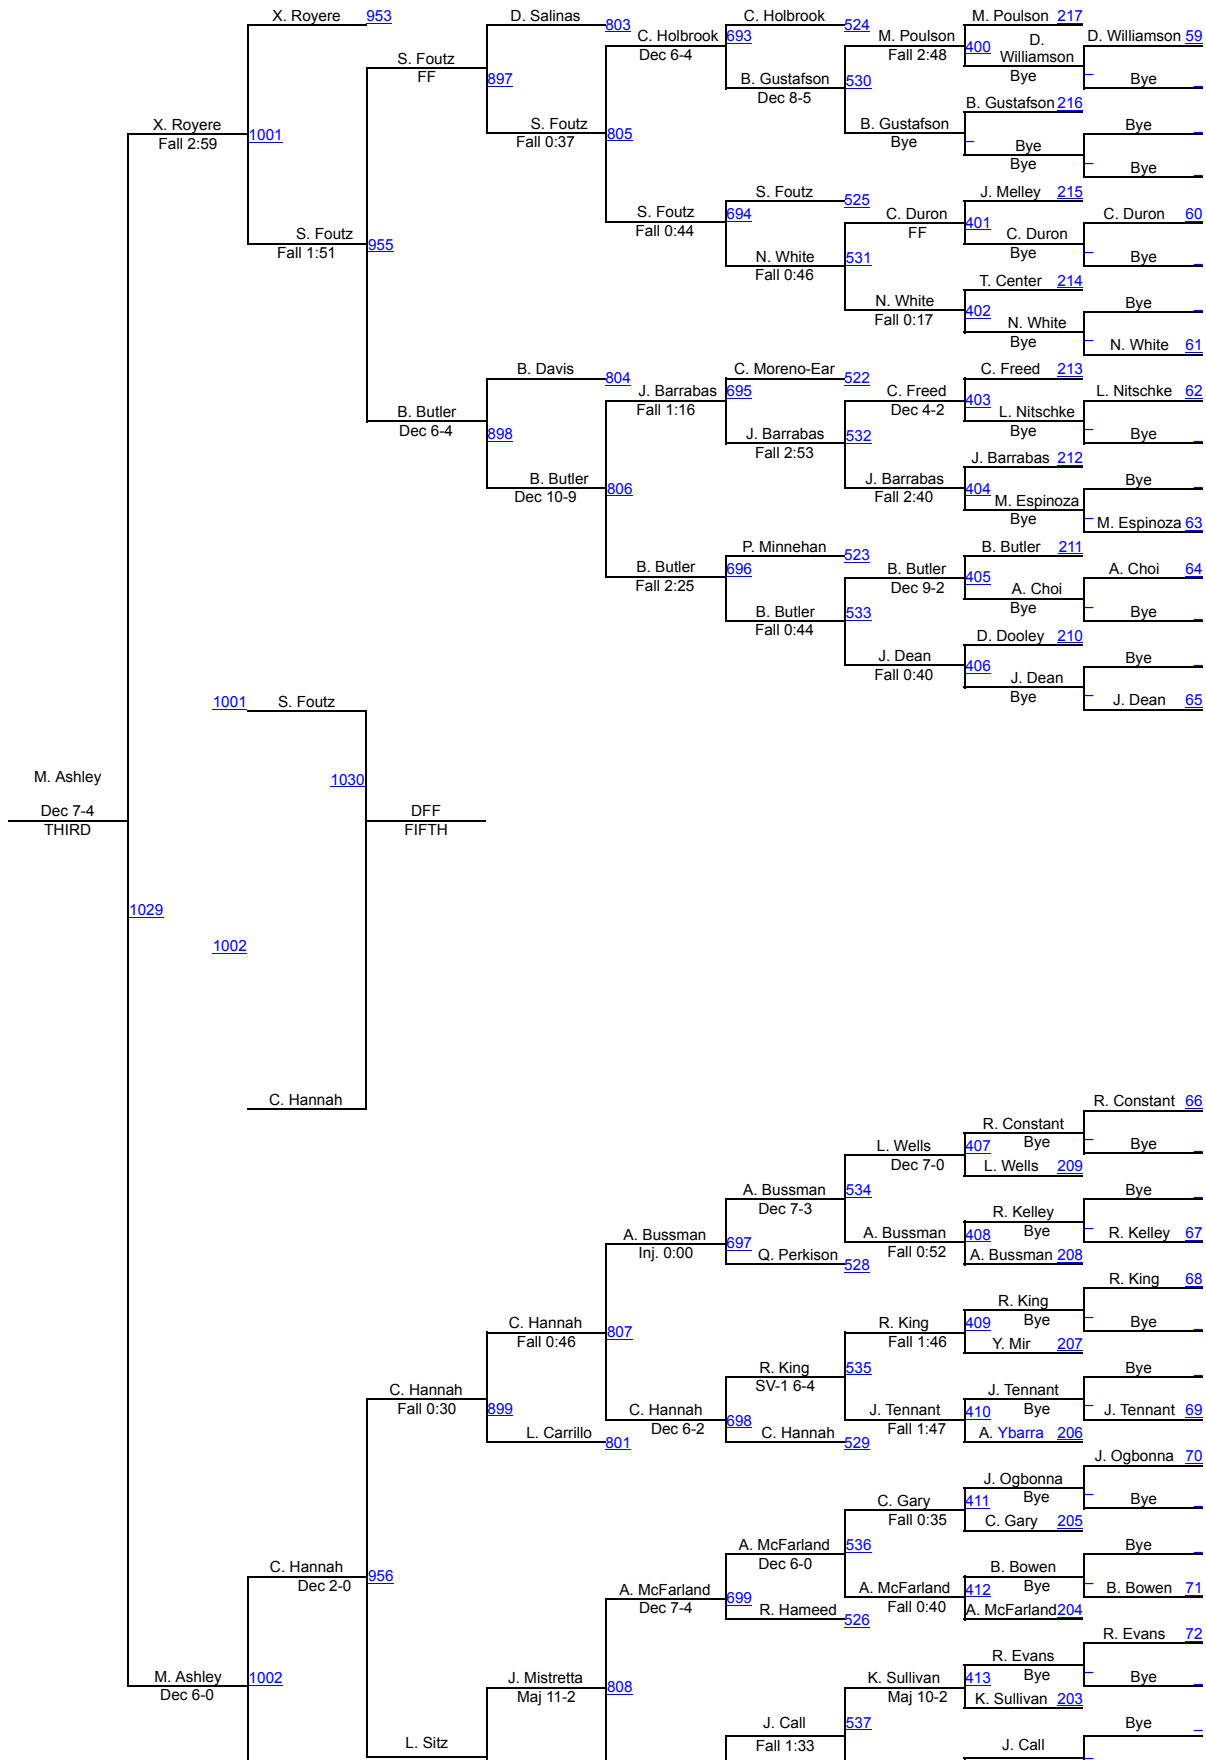 X. Royere 953
D. Salinas
803
C. Holbrook
524
M. Poulson 217
C. Holbrook 693
Dec 6-4
M. Poulson
Fall 2:48
400
D.
Williamson
Bye
D. Williamson 59
Bye
S. Foutz
FF
897
B. Gustafson
Dec 8-5
530
B. Gustafson 216
X. Royere
Fall 2:59
1001
S. Foutz
Fall 0:37
805
B. Gustafson
Bye
Bye
Bye
Bye
Bye
S. Foutz
525
J. Melley 215
S. Foutz
Fall 0:44
694
C. Duron
FF
401
C. Duron
Bye
C. Duron 60
Bye
S. Foutz
Fall 1:51
955
N. White
Fall 0:46
531
T. Center 214
N. White
Fall 0:17
402
N. White
Bye
Bye
N. White 61
B. Davis
804
C. Moreno-Ear
522
C. Freed 213
J. Barrabas
Fall 1:16
695
C. Freed
Dec 4-2
403
L. Nitschke
Bye
L. Nitschke 62
Bye
B. Butler
Dec 6-4
898
J. Barrabas
Fall 2:53
532
J. Barrabas 212
B. Butler
Dec 10-9
806
J. Barrabas
Fall 2:40
404
M. Espinoza
Bye
Bye
M. Espinoza 63
P. Minnehan
523
B. Butler 211
B. Butler
Fall 2:25
696
B. Butler
Dec 9-2
405
A. Choi
Bye
A. Choi 64
Bye
B. Butler
Fall 0:44
533
D. Dooley 210
J. Dean
Fall 0:40
406
J. Dean
Bye
Bye
J. Dean 65
1001 S. Foutz
M. Ashley
1030
Dec 7-4
THIRD
DFF
FIFTH
1029
1002
C. Hannah
R. Constant 66
R. Constant
Bye
Bye
L. Wells
Dec 7-0
407
L. Wells 209
A. Bussman
Dec 7-3
534
Bye
A. Bussman
Inj. 0:00
697
Q. Perkison
528
A. Bussman
Fall 0:52
408
R. Kelley
Bye
R. Kelley 67
A. Bussman 208
R. King 68
C. Hannah
Fall 0:46
807
R. King
Fall 1:46
409
R. King
Bye
Bye
Y. Mir 207
R. King
SV-1 6-4
535
Bye
C. Hannah
Fall 0:30
899
C. Hannah
Dec 6-2
698
J. Tennant
Fall 1:47
410
J. Tennant
Bye
J. Tennant 69
L. Carrillo
801
C. Hannah
529
A. Ybarra 206
J. Ogbonna 70
J. Ogbonna
Bye
Bye
C. Gary
Fall 0:35
411
C. Gary 205
C. Hannah
Dec 2-0
956
A. McFarland
Dec 6-0
536
Bye
A. McFarland
Dec 7-4
699
R. Hameed
526
A. McFarland
Fall 0:40
412
B. Bowen
Bye
B. Bowen 71
A. McFarland 204
R. Evans 72
M. Ashley
Dec 6-0
1002
J. Mistretta
Maj 11-2
808
K. Sullivan
Maj 10-2
413
R. Evans
Bye
Bye
K. Sullivan 203
L. Sitz
J. Call
Fall 1:33
537
J. Call
Bye